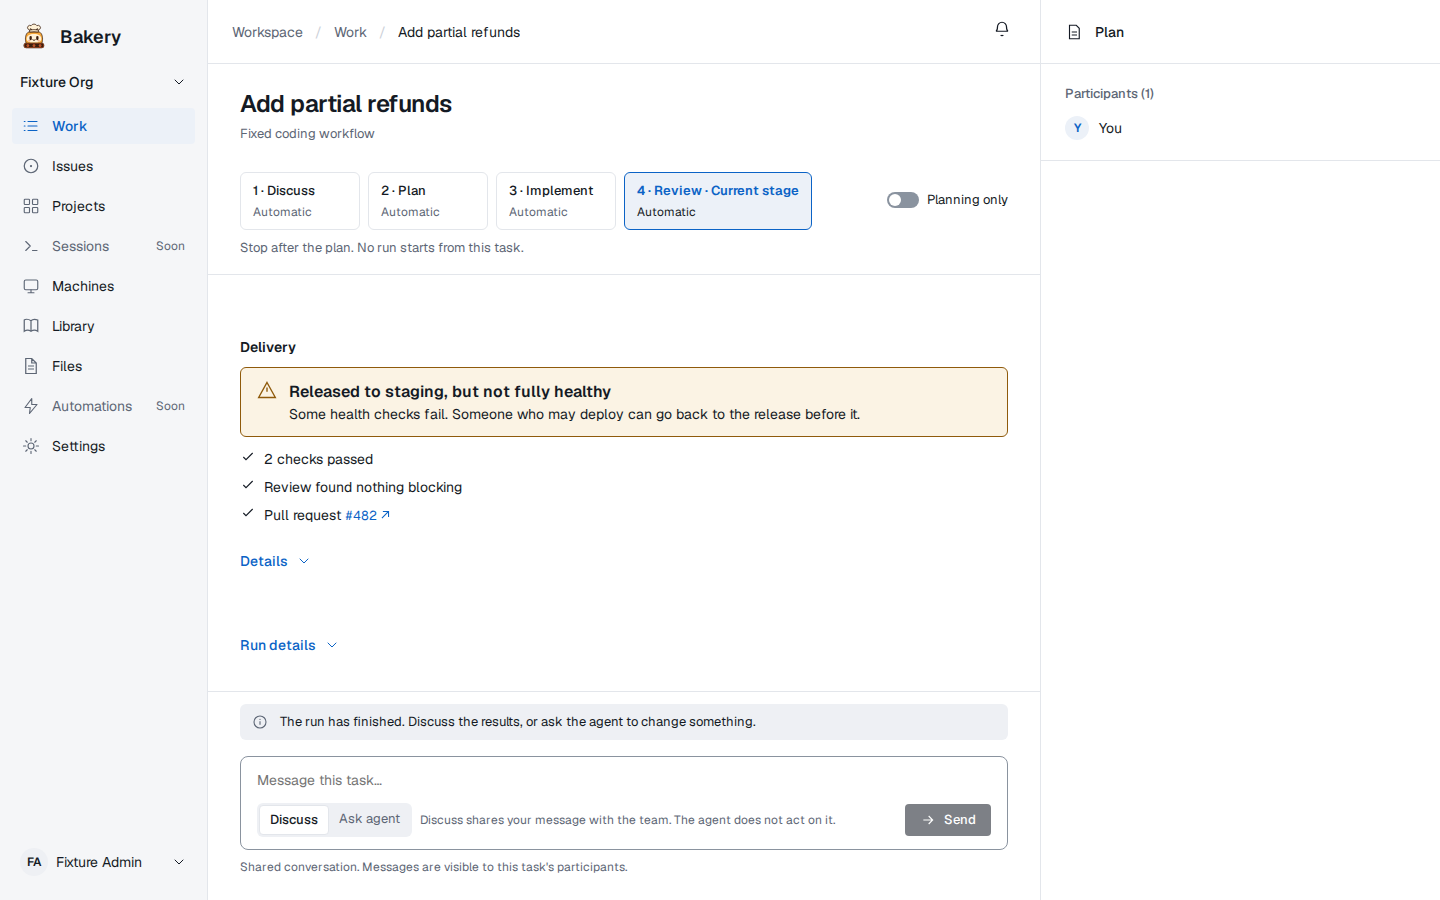 Bakery
Fixture Org
Work
Issues
Projects
Sessions Soon
Machines
Library
Files
Automations Soon
Settings
FA Fixture Admin
Workspace / Work / Add partial refunds
Add partial refunds
Fixed coding workflow
1 · Discuss
Automatic
2 · Plan
Automatic
3 · Implement
Automatic
4 · Review · Current stage
Automatic
Planning only
Stop after the plan. No run starts from this task.
Delivery
Released to staging, but not fully healthy
Some health checks fail. Someone who may deploy can go back to the release before it.
2 checks passed
Review found nothing blocking
Pull request #482
Details
Run details
The run has finished. Discuss the results, or ask the agent to change something.
Message this task...
Discuss Ask agent Discuss shares your message with the team. The agent does not act on it. Send
Shared conversation. Messages are visible to this task's participants.
Plan
Participants (1)
Y You